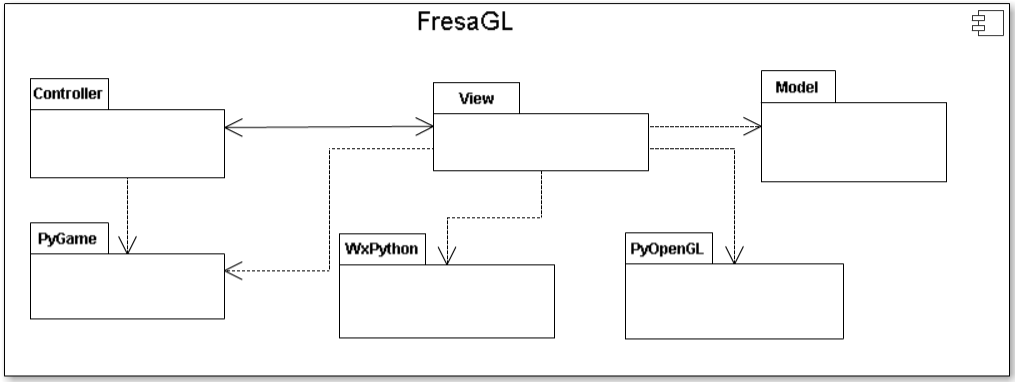 FresaGL
Controller
View
Model
PyGame
WxPython
PyOpenGL